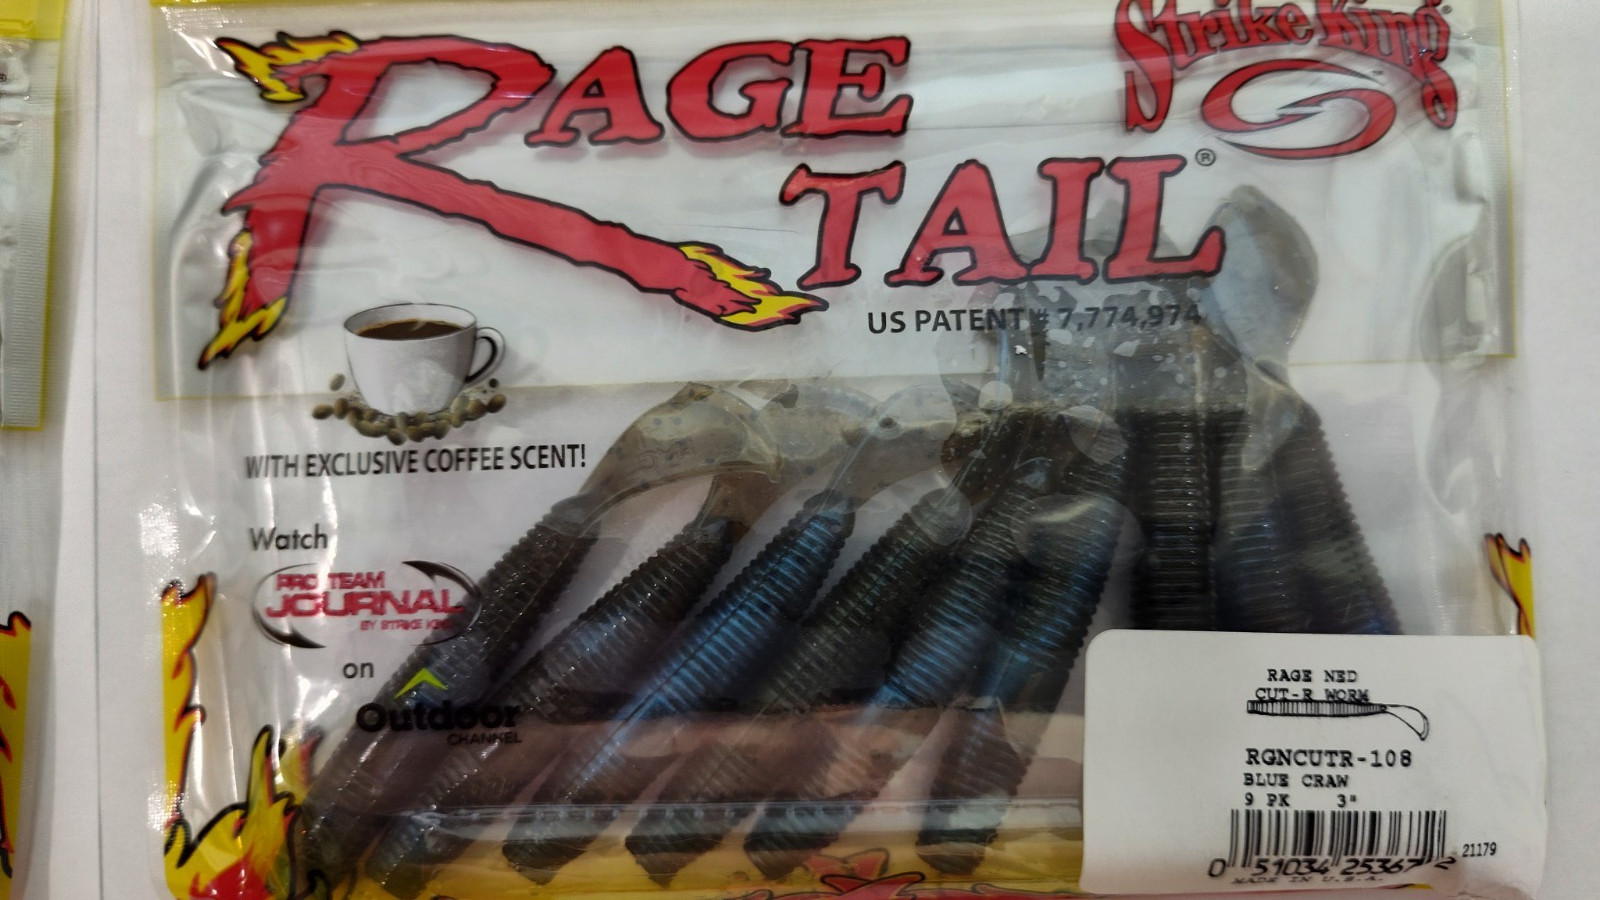 RAGE
TAIL®
Strike King®
US PATENT # 7,774,974
WITH EXCLUSIVE COFFEE SCENT!
Watch
PRO TEAM
JOURNAL
BY STRIKE KING
on
Outdoor
CHANNEL
RAGE NED
CUT-R WORM
RGNCUTR-108
BLUE CRAW
9 PK 3"
21179
0 51034 25367 2
MADE IN U.S.A.